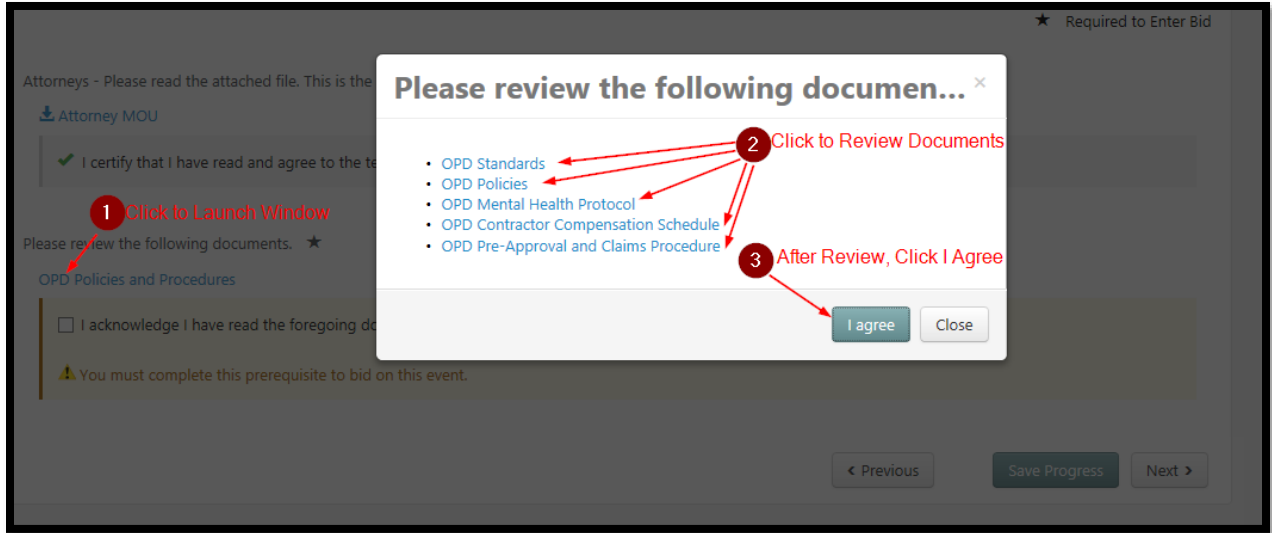 ★ Required to Enter Bid
Attorneys - Please read the attached file. This is the
Please review the following documen... ×
Attorney MOU
2 Click to Review Documents
✔ I certify that I have read and agree to the te
• OPD Standards
• OPD Policies
• OPD Mental Health Protocol
1 Click to Launch Window
• OPD Contractor Compensation Schedule
Please review the following documents. ★
• OPD Pre-Approval and Claims Procedure
3 After Review, Click I Agree
OPD Policies and Procedures
I acknowledge I have read the foregoing do
I agree
Close
You must complete this prerequisite to bid on this event.
‹ Previous
Save Progress
Next ›